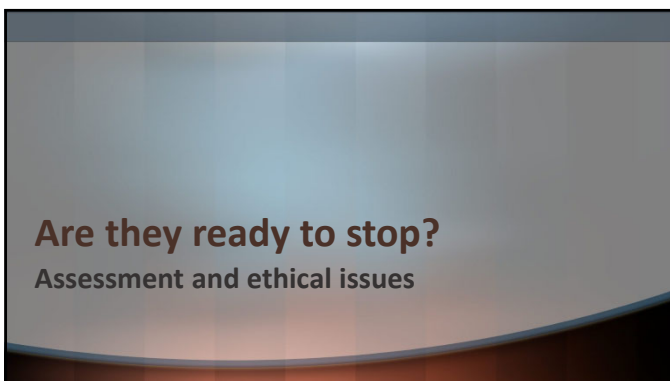 Are they ready to stop?
Assessment and ethical issues